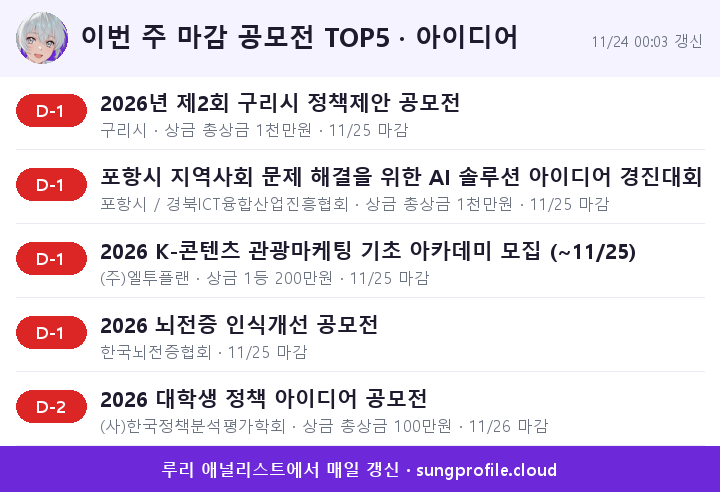 이번 주 마감 공모전 TOP5 · 아이디어
11/24 00:03 갱신
D-1
2026년 제2회 구리시 정책제안 공모전
구리시 · 상금 총상금 1천만원 · 11/25 마감
D-1
포항시 지역사회 문제 해결을 위한 AI 솔루션 아이디어 경진대회
포항시 / 경북ICT융합산업진흥협회 · 상금 총상금 1천만원 · 11/25 마감
D-1
2026 K-콘텐츠 관광마케팅 기초 아카데미 모집 (~11/25)
(주)엘투플랜 · 상금 1등 200만원 · 11/25 마감
D-1
2026 뇌전증 인식개선 공모전
한국뇌전증협회 · 11/25 마감
D-2
2026 대학생 정책 아이디어 공모전
(사)한국정책분석평가학회 · 상금 총상금 100만원 · 11/26 마감
루리 애널리스트에서 매일 갱신 · sungprofile.cloud